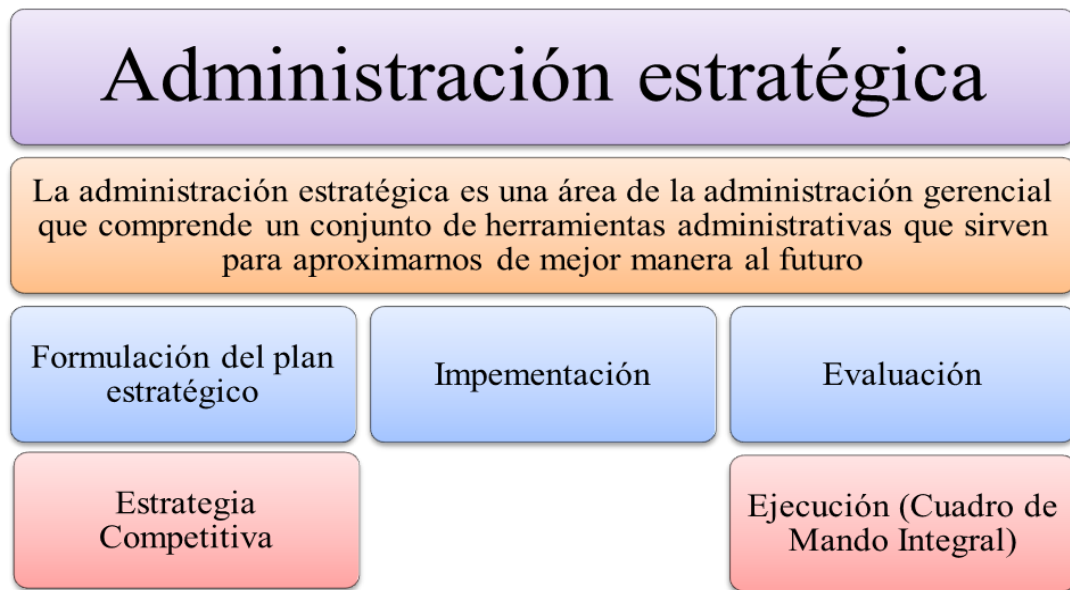 Administración estratégica
La administración estratégica es una área de la administración gerencial
que comprende un conjunto de herramientas administrativas que sirven
para aproximarnos de mejor manera al futuro
Formulación del plan
estratégico
Impementación
Evaluación
Estrategia
Competitiva
Ejecución (Cuadro de
Mando Integral)